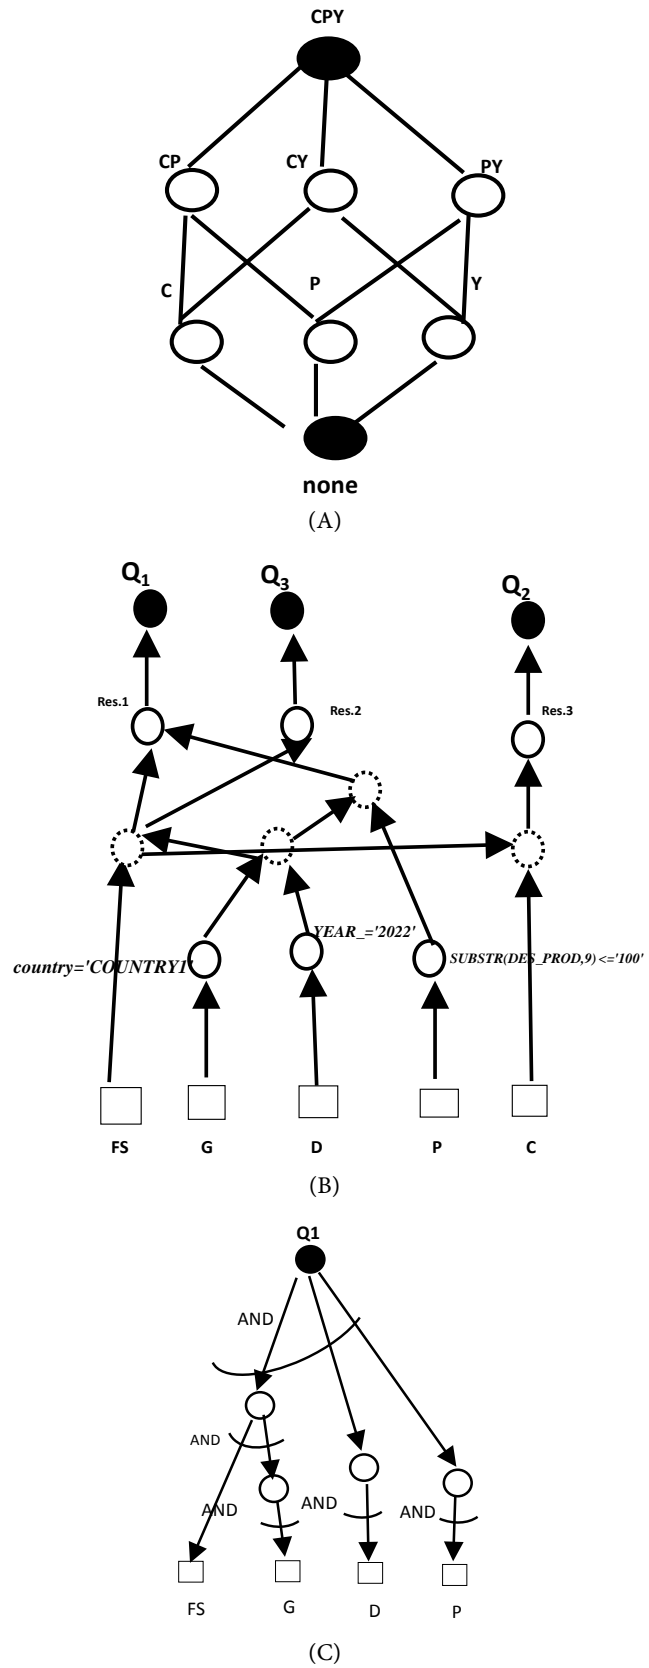 CPY
CP CY PY
C P Y
none
(A)
Q1 Q3 Q2
Res.1 Res.2 Res.3
YEAR_='2022'
country='COUNTRY1' SUBSTR(DES_PROD,9)<='100'
FS G D P C
(B)
Q1
AND
AND
AND AND AND
FS G D P
(C)